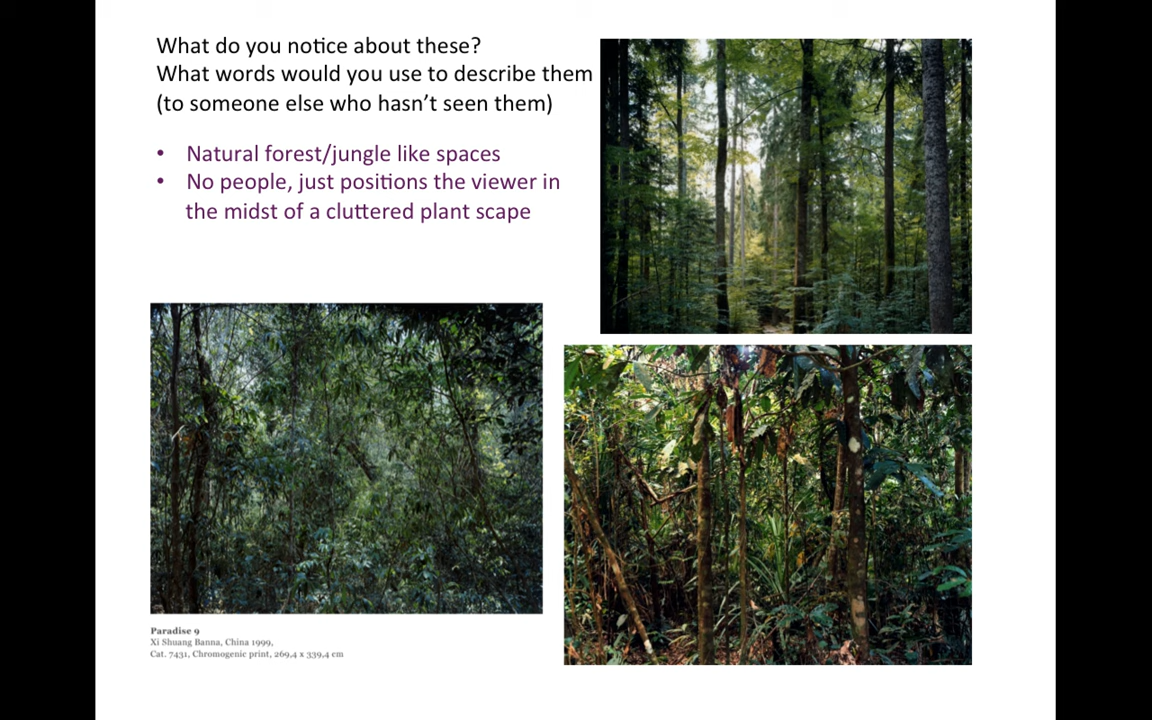 What do you notice about these?
What words would you use to describe them
(to someone else who hasn't seen them)
• Natural forest/jungle like spaces
• No people, just positions the viewer in
the midst of a cluttered plant scape
Paradise 9
Xi Shuang Banna, China 1999,
Cat. 7431, Chromogenic print, 269,4 x 339,4 cm